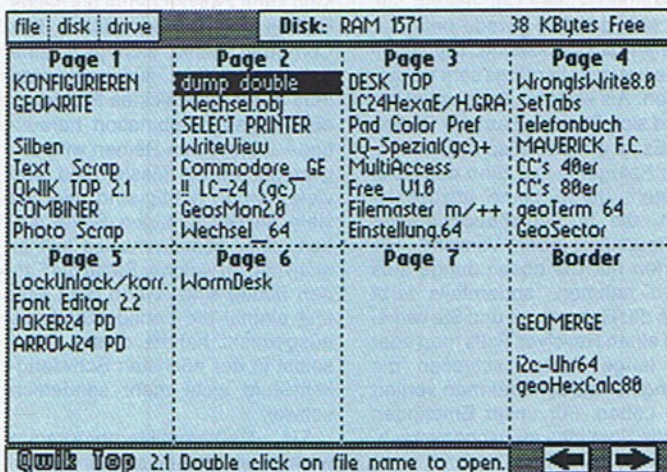 file disk drive Disk: RAM 1571 38 KBytes Free
Page 1
KONFIGURIEREN
GEOWRITE
Silben
Text Scrap
QWIK TOP 2.1
COMBINER
Photo Scrap
Page 2
dump double
Wechsel.obj
SELECT PRINTER
WriteView
Commodore_GE
!! LC-24 (gc)
GeosMon2.0
Wechsel_64
Page 3
DESK TOP
LC24HexaE/H.GRA
Pad Color Pref
LQ-Spezial(gc)+
MultiAccess
Free_V1.0
Filemaster m/++
Einstellung.64
Page 4
WrongIsWrite8.0
SetTabs
Telefonbuch
MAVERICK F.C.
CC's 40er
CC's 80er
geoTerm 64
GeoSector
Page 5
LockUnlock/korr.
Font Editor 2.2
JOKER24 PD
ARROW24 PD
Page 6
WormDesk
Page 7
Border
GEOMERGE
i2c-Uhr64
geoHexCalc80
Qwik Top 2.1 Double click on file name to open.